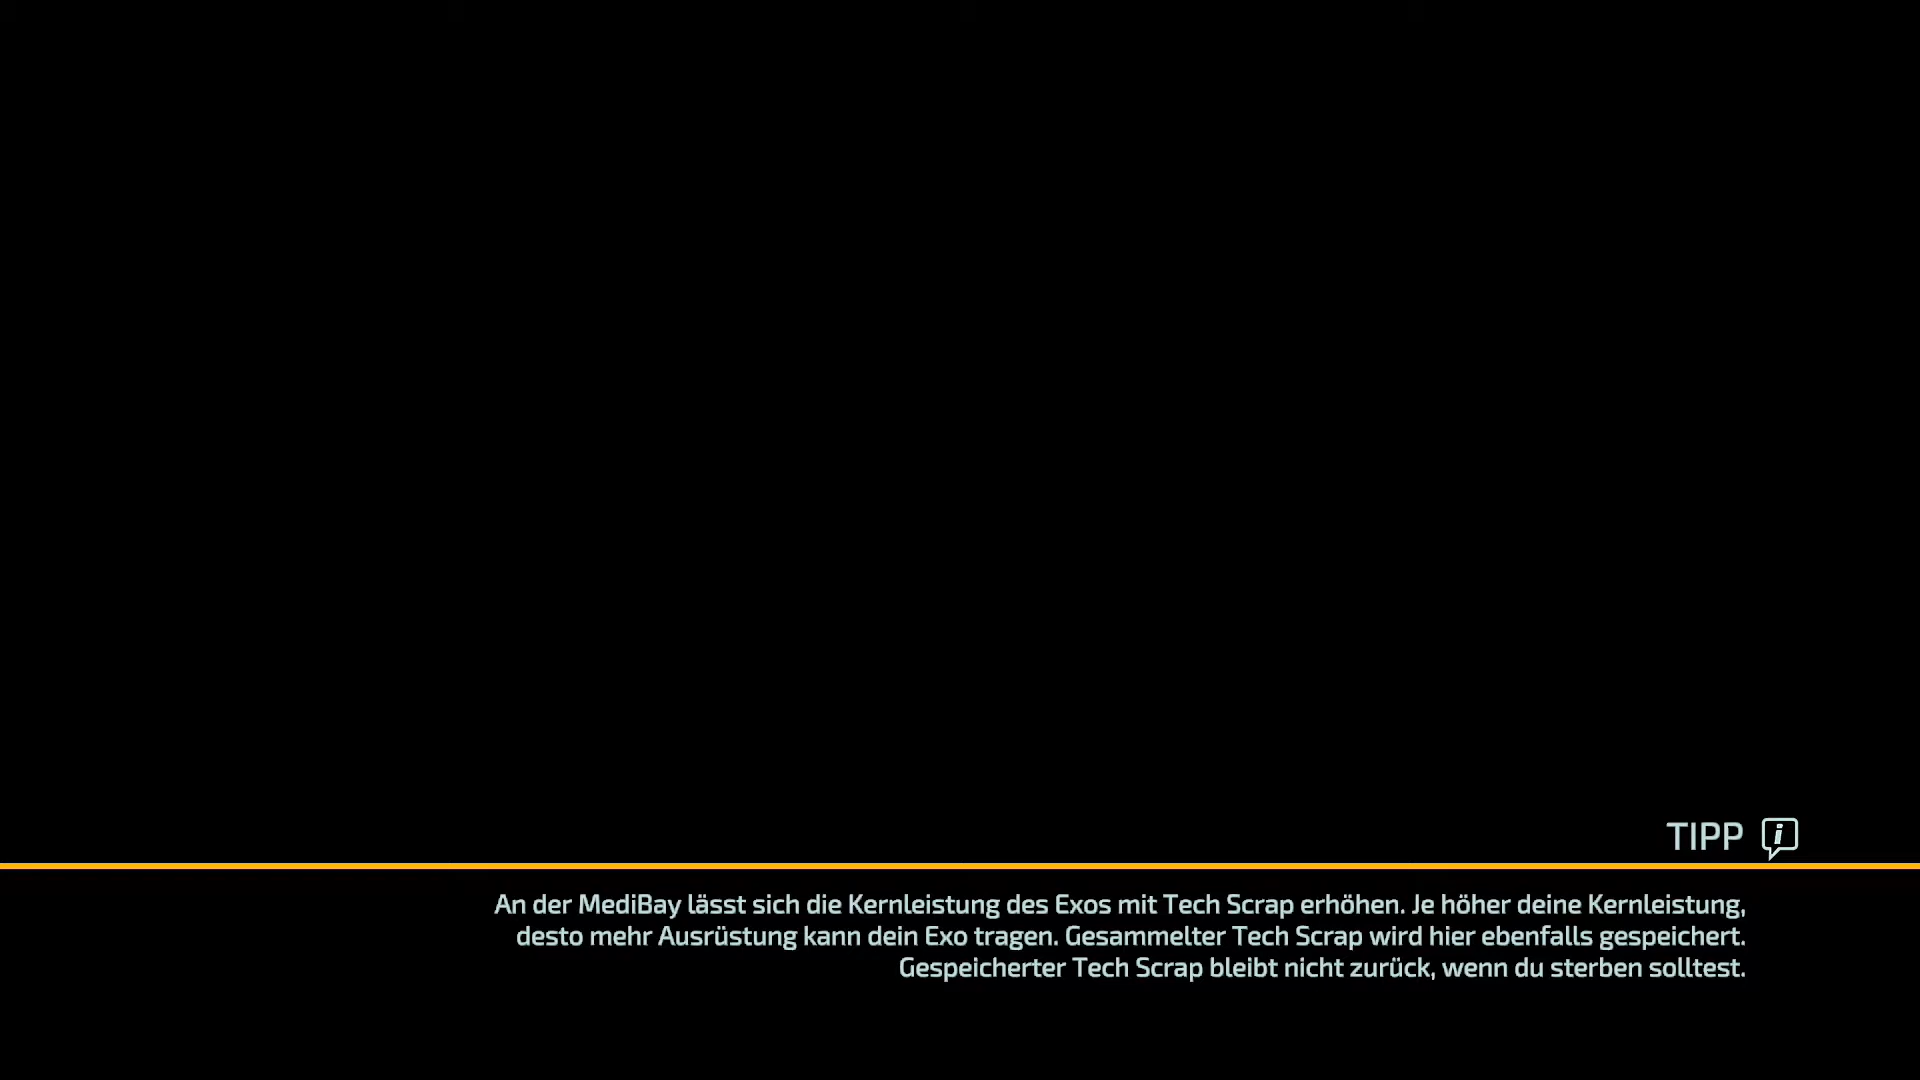 TIPP
An der MediBay lässt sich die Kernleistung des Exos mit Tech Scrap erhöhen. Je höher deine Kernleistung,
desto mehr Ausrüstung kann dein Exo tragen. Gesammelter Tech Scrap wird hier ebenfalls gespeichert.
Gespeicherter Tech Scrap bleibt nicht zurück, wenn du sterben solltest.